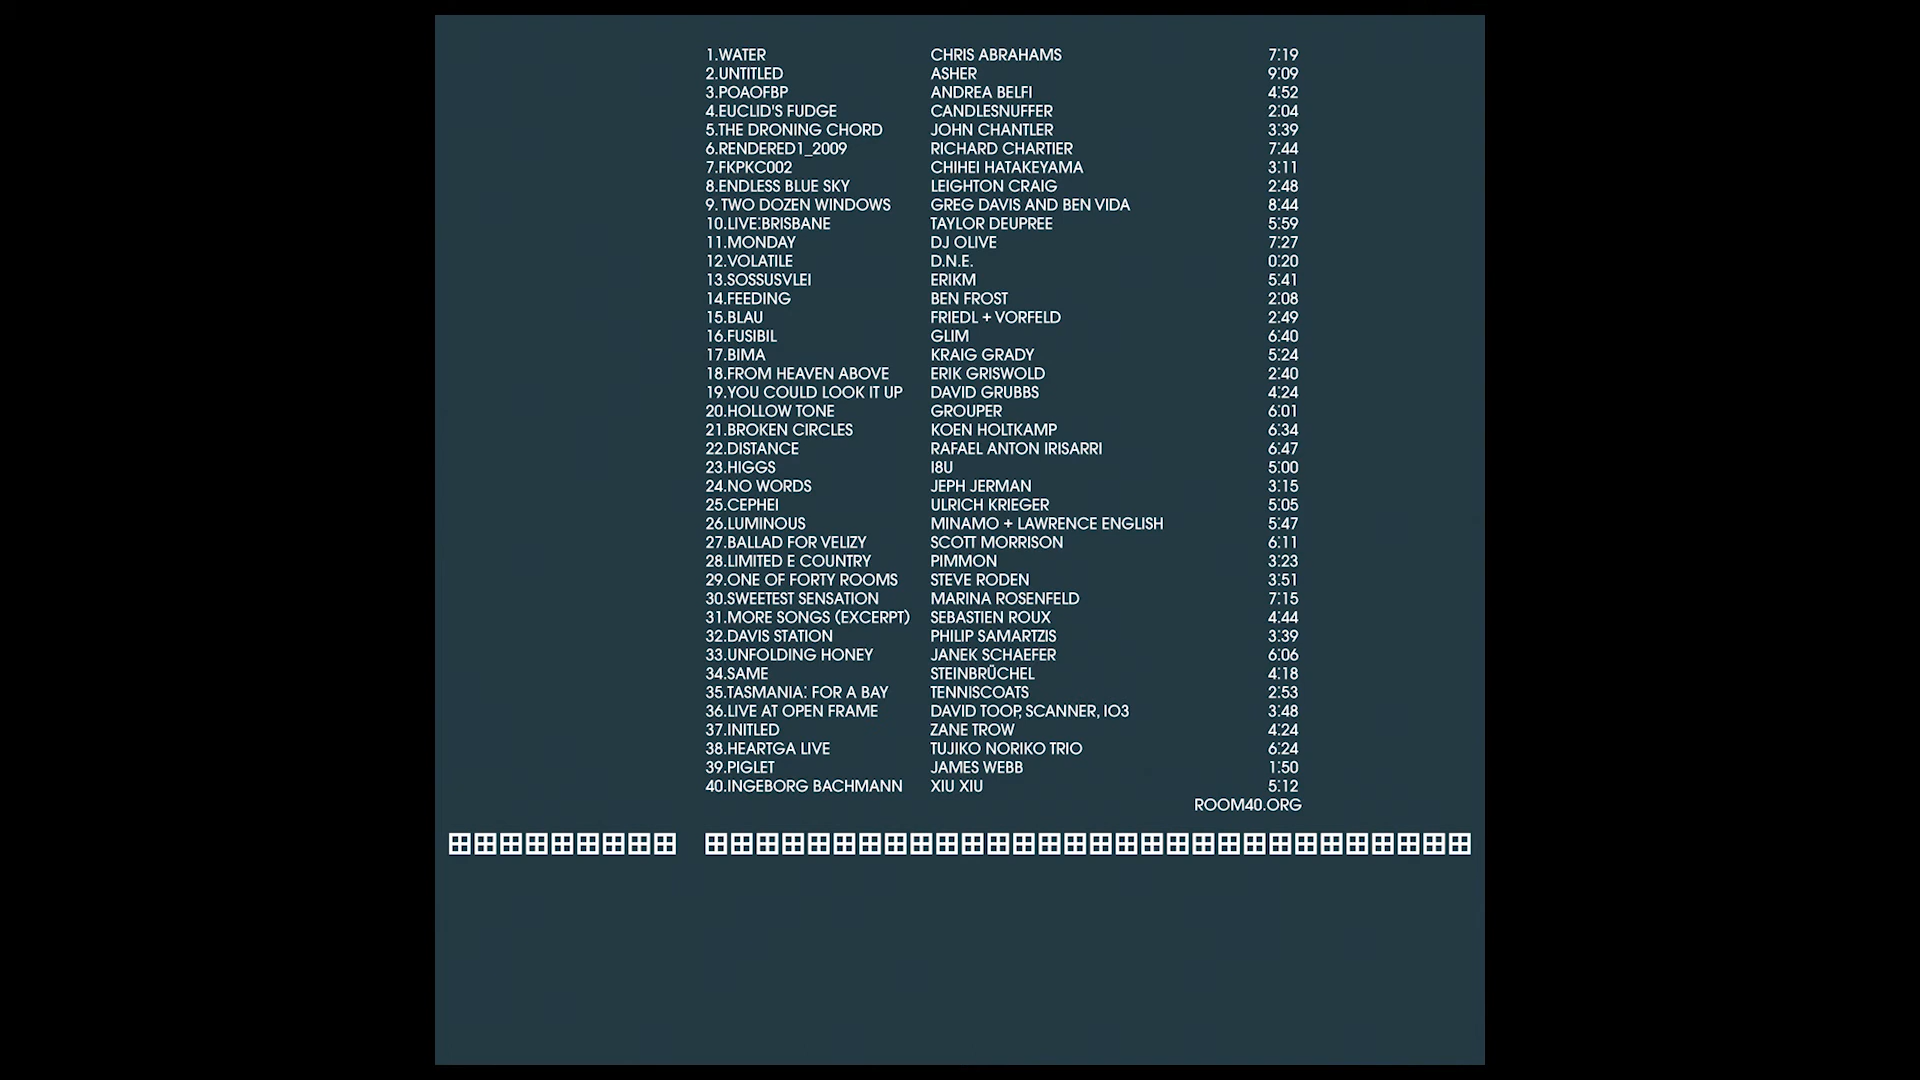 1.WATER CHRIS ABRAHAMS 7:19
2.UNTITLED ASHER 9:09
3.POAOFBP ANDREA BELFI 4:52
4.EUCLID'S FUDGE CANDLESNUFFER 2:04
5.THE DRONING CHORD JOHN CHANTLER 3:39
6.RENDERED1_2009 RICHARD CHARTIER 7:44
7.FKPKC002 CHIHEI HATAKEYAMA 3:11
8.ENDLESS BLUE SKY LEIGHTON CRAIG 2:48
9. TWO DOZEN WINDOWS GREG DAVIS AND BEN VIDA 8:44
10.LIVE:BRISBANE TAYLOR DEUPREE 5:59
11.MONDAY DJ OLIVE 7:27
12.VOLATILE D.N.E. 0:20
13.SOSSUSVLEI ERIKM 5:41
14.FEEDING BEN FROST 2:08
15.BLAU FRIEDL + VORFELD 2:49
16.FUSIBIL GLIM 6:40
17.BIMA KRAIG GRADY 5:24
18.FROM HEAVEN ABOVE ERIK GRISWOLD 2:40
19.YOU COULD LOOK IT UP DAVID GRUBBS 4:24
20.HOLLOW TONE GROUPER 6:01
21.BROKEN CIRCLES KOEN HOLTKAMP 6:34
22.DISTANCE RAFAEL ANTON IRISARRI 6:47
23.HIGGS I8U 5:00
24.NO WORDS JEPH JERMAN 3:15
25.CEPHEI ULRICH KRIEGER 5:05
26.LUMINOUS MINAMO + LAWRENCE ENGLISH 5:47
27.BALLAD FOR VELIZY SCOTT MORRISON 6:11
28.LIMITED E COUNTRY PIMMON 3:23
29.ONE OF FORTY ROOMS STEVE RODEN 3:51
30.SWEETEST SENSATION MARINA ROSENFELD 7:15
31.MORE SONGS (EXCERPT) SEBASTIEN ROUX 4:44
32.DAVIS STATION PHILIP SAMARTZIS 3:39
33.UNFOLDING HONEY JANEK SCHAEFER 6:06
34.SAME STEINBRÜCHEL 4:18
35.TASMANIA: FOR A BAY TENNISCOATS 2:53
36.LIVE AT OPEN FRAME DAVID TOOP, SCANNER, IO3 3:48
37.INITLED ZANE TROW 4:24
38.HEARTGA LIVE TUJIKO NORIKO TRIO 6:24
39.PIGLET JAMES WEBB 1:50
40.INGEBORG BACHMANN XIU XIU 5:12
ROOM40.ORG